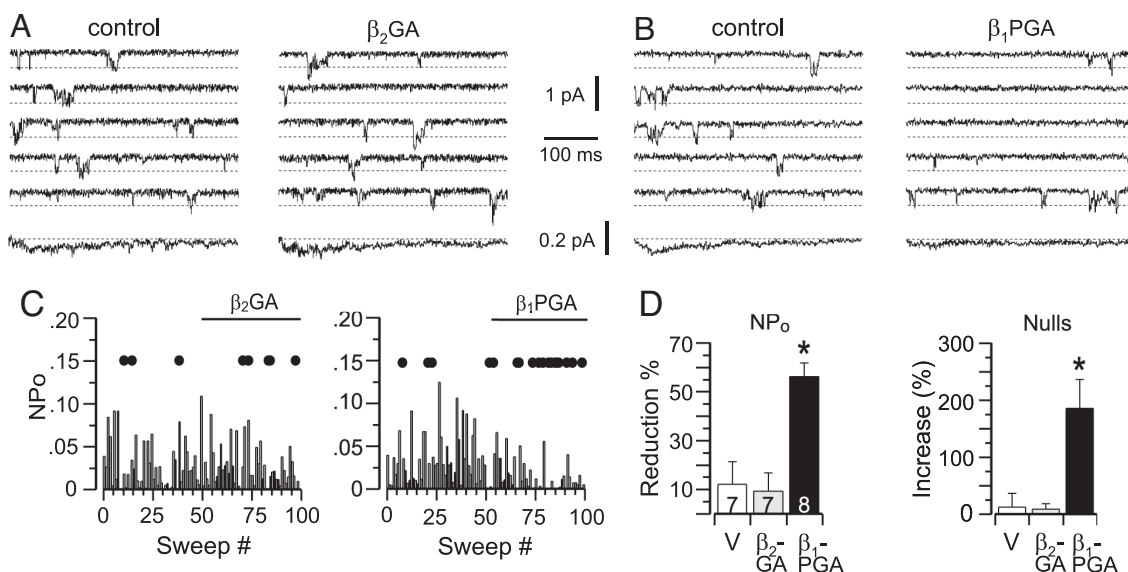 A
control
β2GA
B
control
β1PGA
1 pA
100 ms
0.2 pA
C
β2GA
β1PGA
NPo
.20
.15
.10
.05
0
0 25 50 75 100
Sweep #
.20
.15
.10
.05
0
0 25 50 75 100
Sweep #
D
NPo
Reduction %
70
50
30
10
*
7
7
8
V
β2-
GA
β1-
PGA
Nulls
Increase (%)
300
200
100
0
*
V
β2-
GA
β1-
PGA